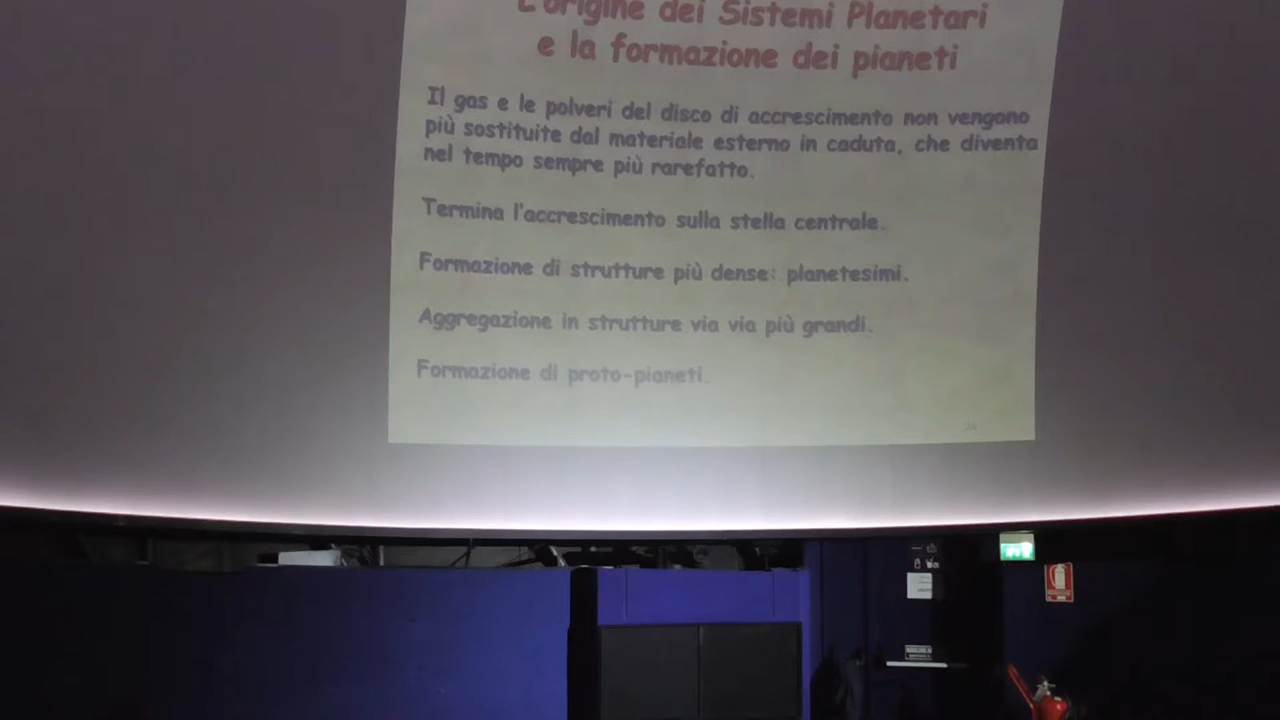 L'origine dei Sistemi Planetari
e la formazione dei pianeti
Il gas e le polveri del disco di accrescimento non vengono
più sostituite dal materiale esterno in caduta, che diventa
nel tempo sempre più rarefatto.
Termina l'accrescimento sulla stella centrale.
Formazione di strutture più dense: planetesimi.
Aggregazione in strutture via via più grandi.
Formazione di proto-pianeti.